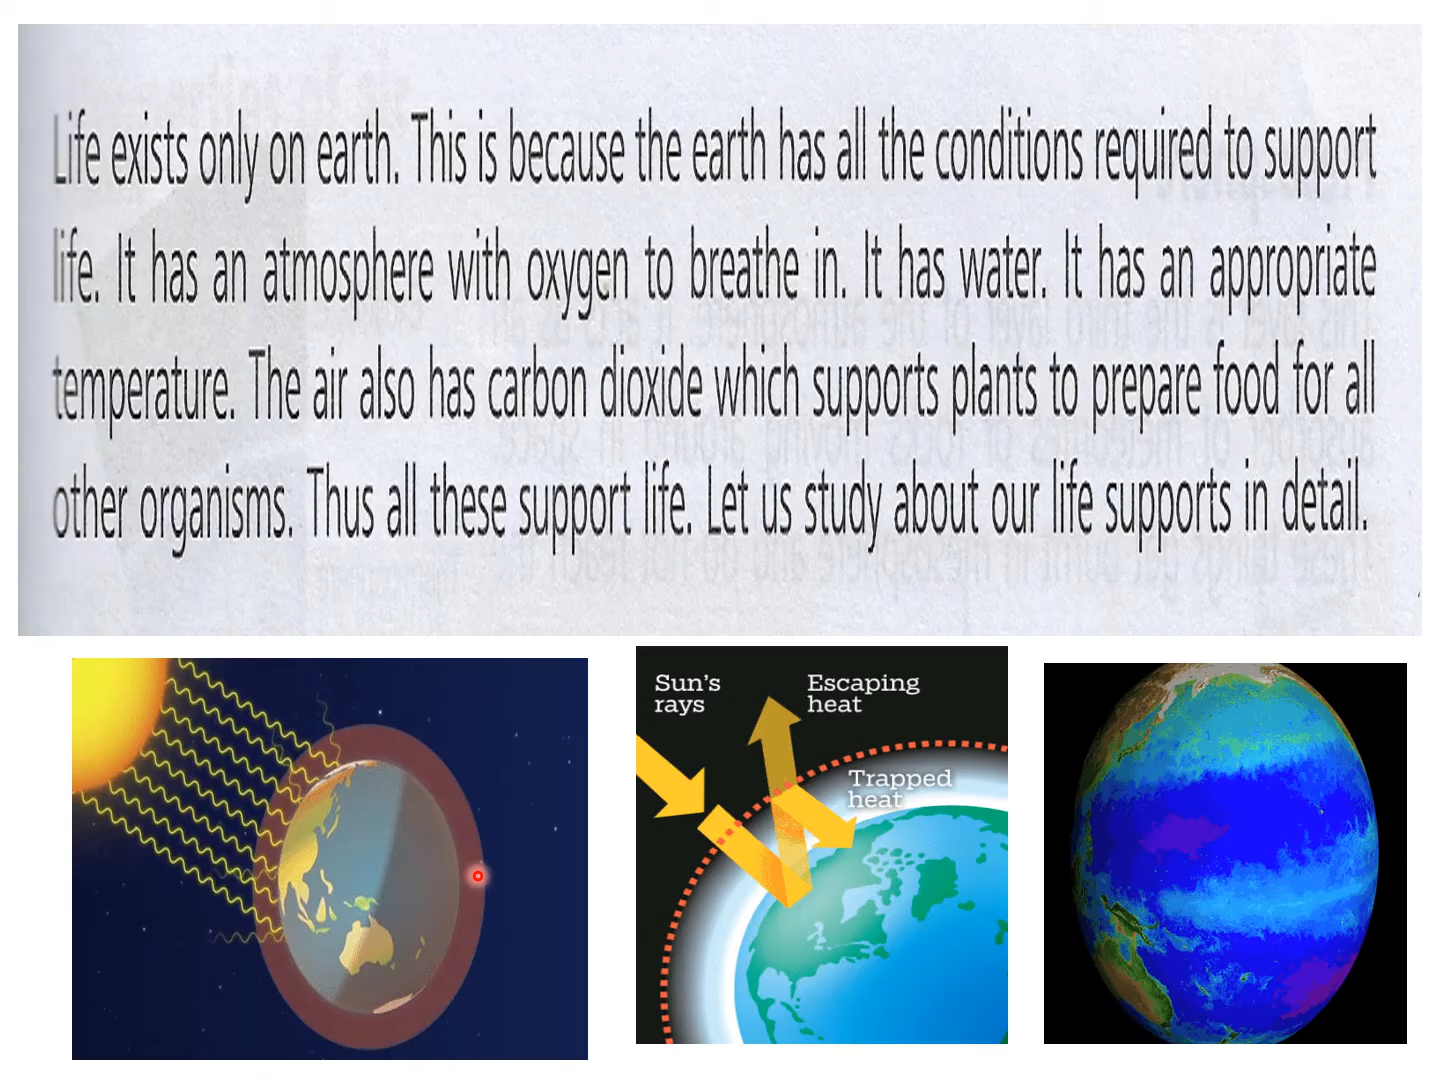 Life exists only on earth. This is because the earth has all the conditions required to support
life. It has an atmosphere with oxygen to breathe in. It has water. It has an appropriate
temperature. The air also has carbon dioxide which supports plants to prepare food for all
other organisms. Thus all these support life. Let us study about our life supports in detail.
Sun's
rays
Escaping
heat
Trapped
heat